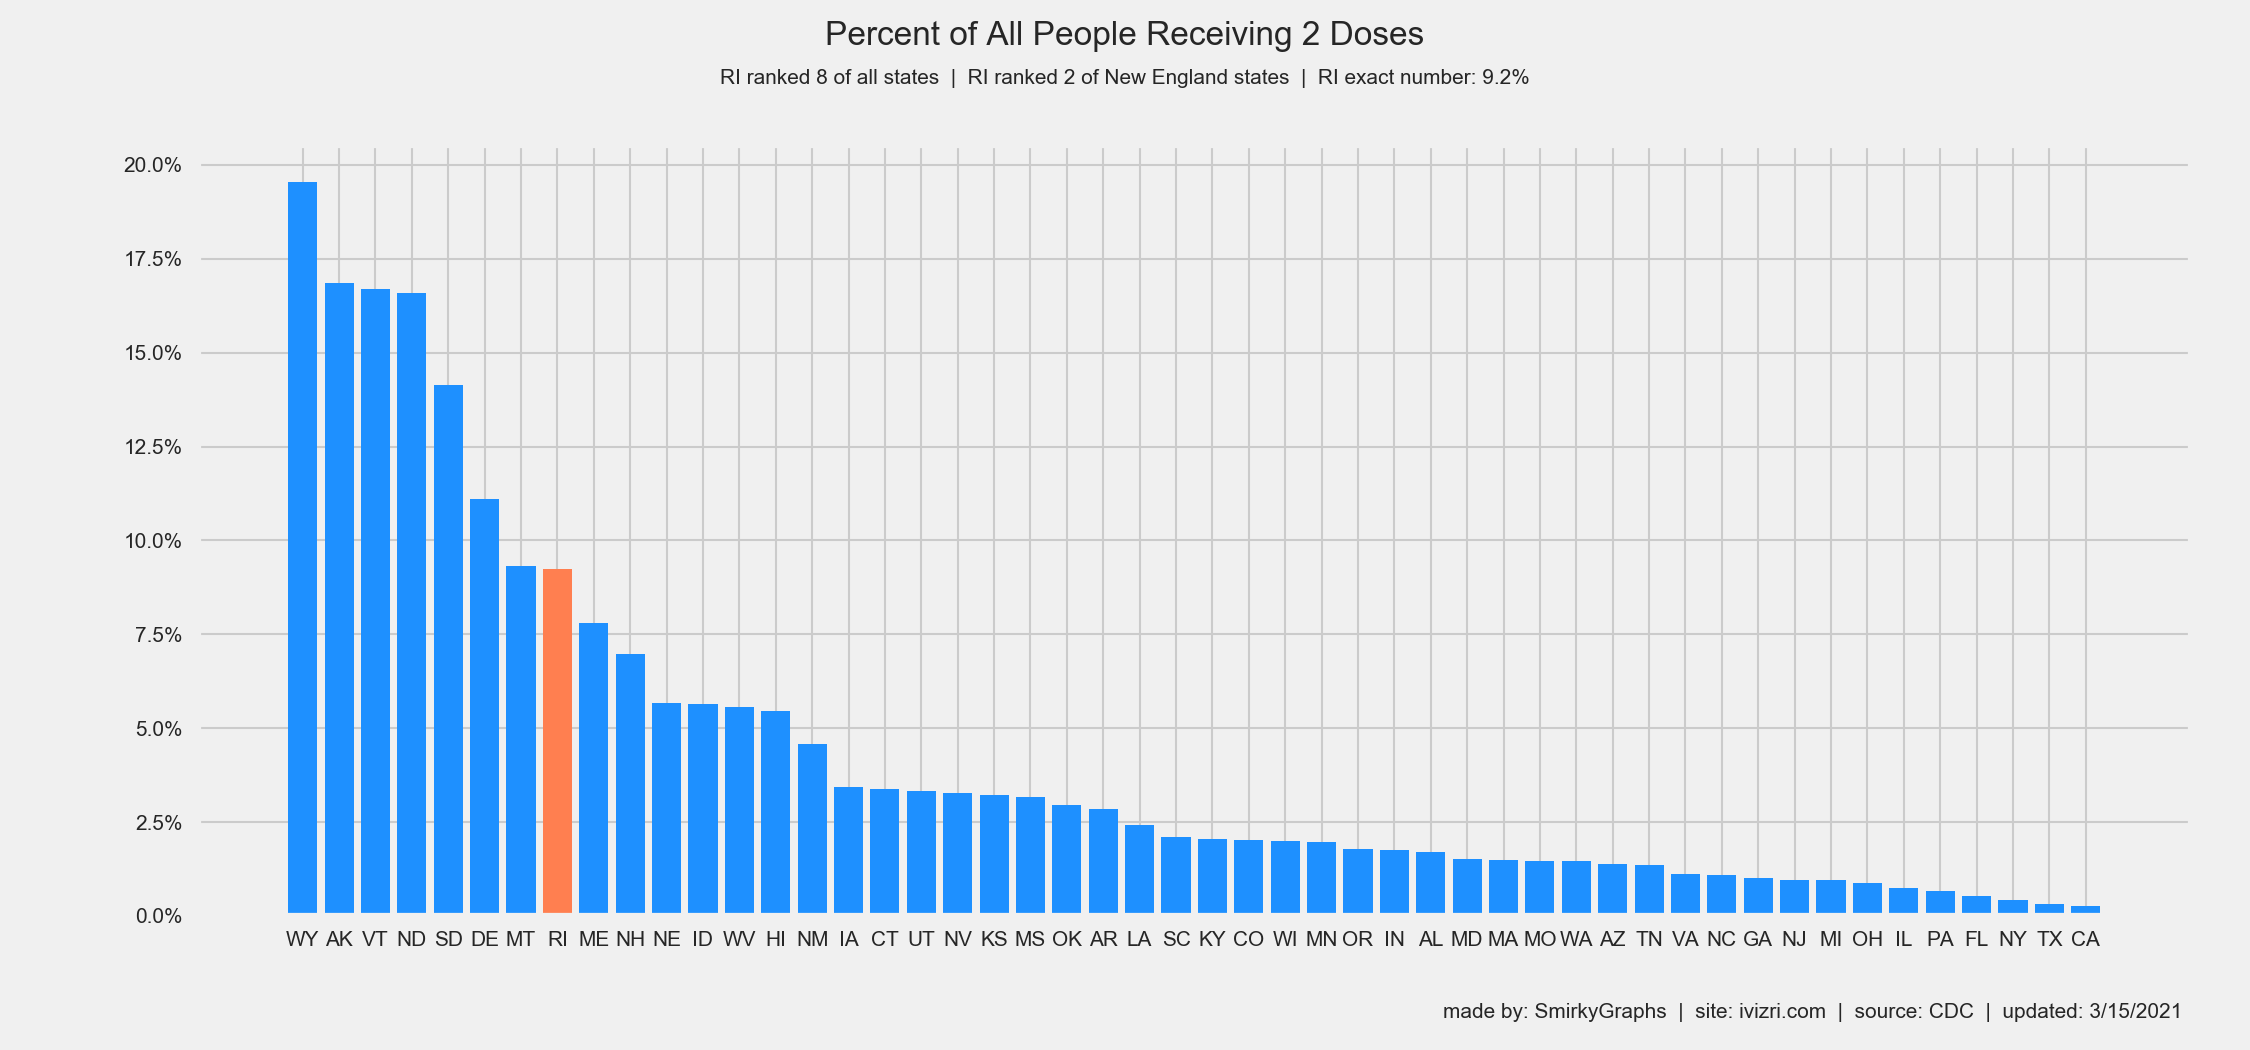 Percent of All People Receiving 2 Doses
RI ranked 8 of all states | RI ranked 2 of New England states | RI exact number: 9.2%
20.0%
17.5%
15.0%
12.5%
10.0%
7.5%
5.0%
2.5%
0.0%
WY AK VT ND SD DE MT RI ME NH NE ID WV HI NM IA CT UT NV KS MS OK AR LA SC KY CO WI MN OR IN AL MD MA MO WA AZ TN VA NC GA NJ MI OH IL PA FL NY TX CA
made by: SmirkyGraphs | site: ivizri.com | source: CDC | updated: 3/15/2021